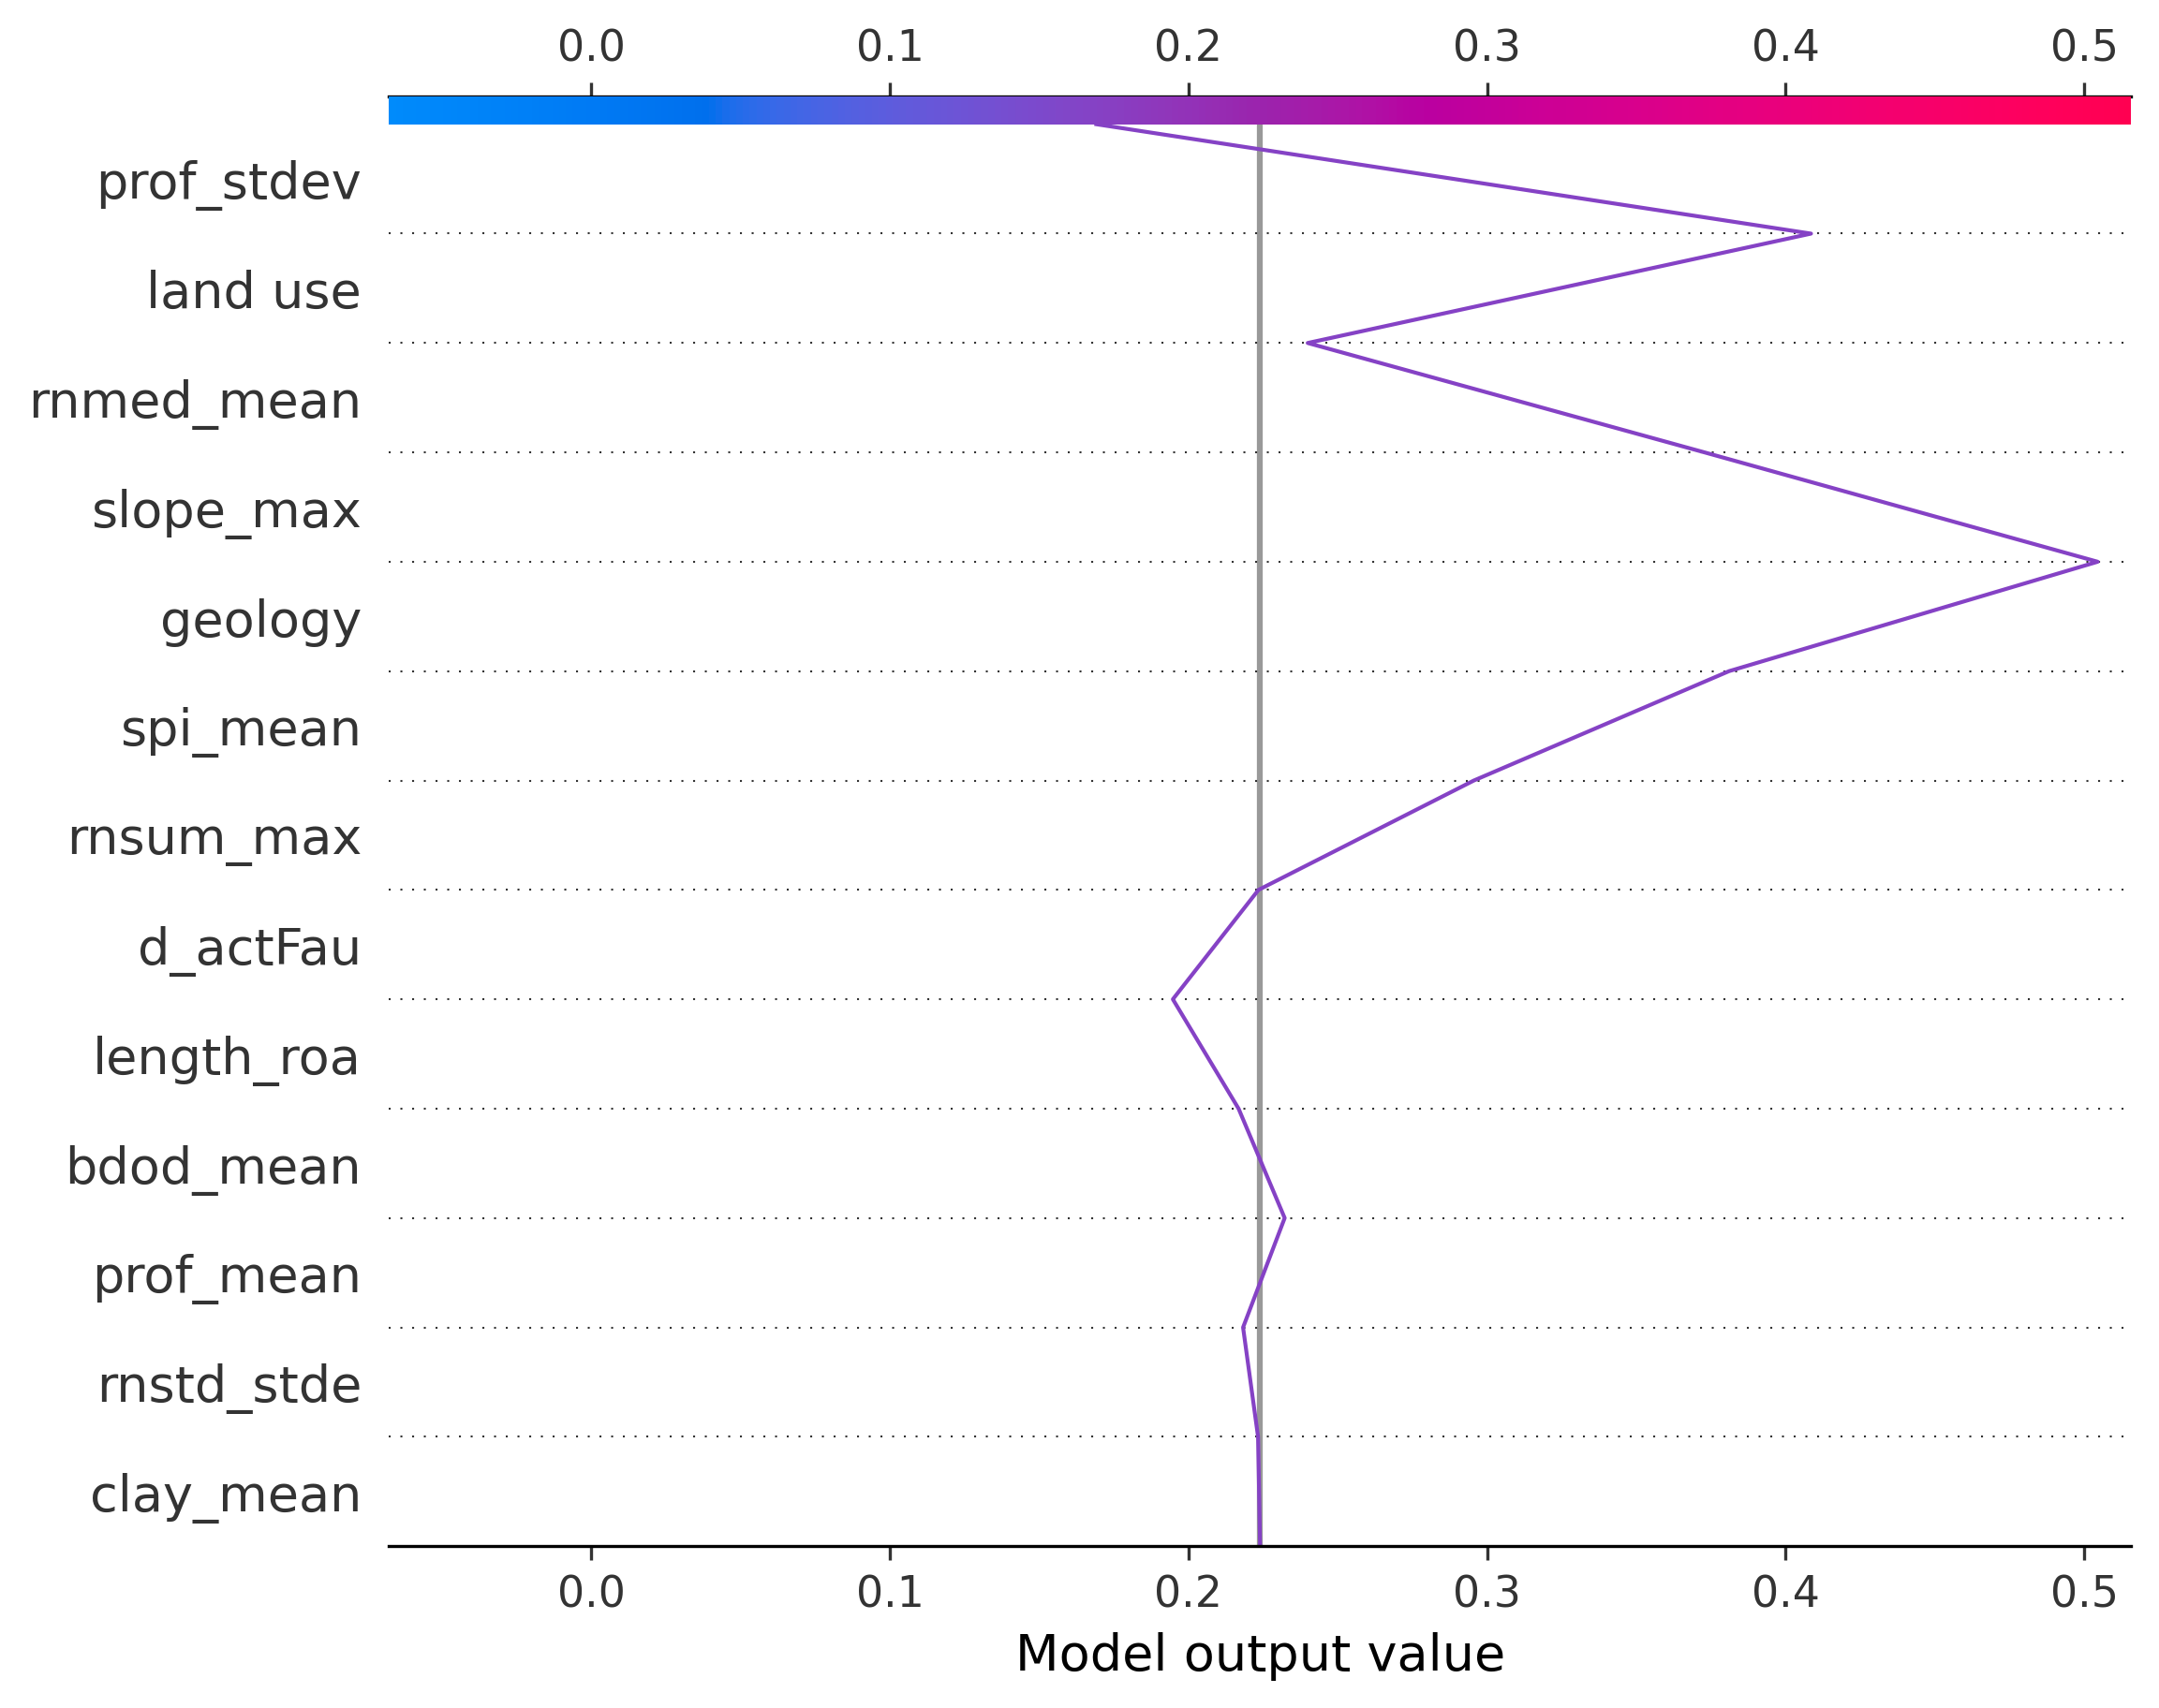 0.0 0.1 0.2 0.3 0.4 0.5
prof_stdev
land use
rnmed_mean
slope_max
geology
spi_mean
rnsum_max
d_actFau
length_roa
bdod_mean
prof_mean
rnstd_stde
clay_mean
0.0 0.1 0.2 0.3 0.4 0.5
Model output value